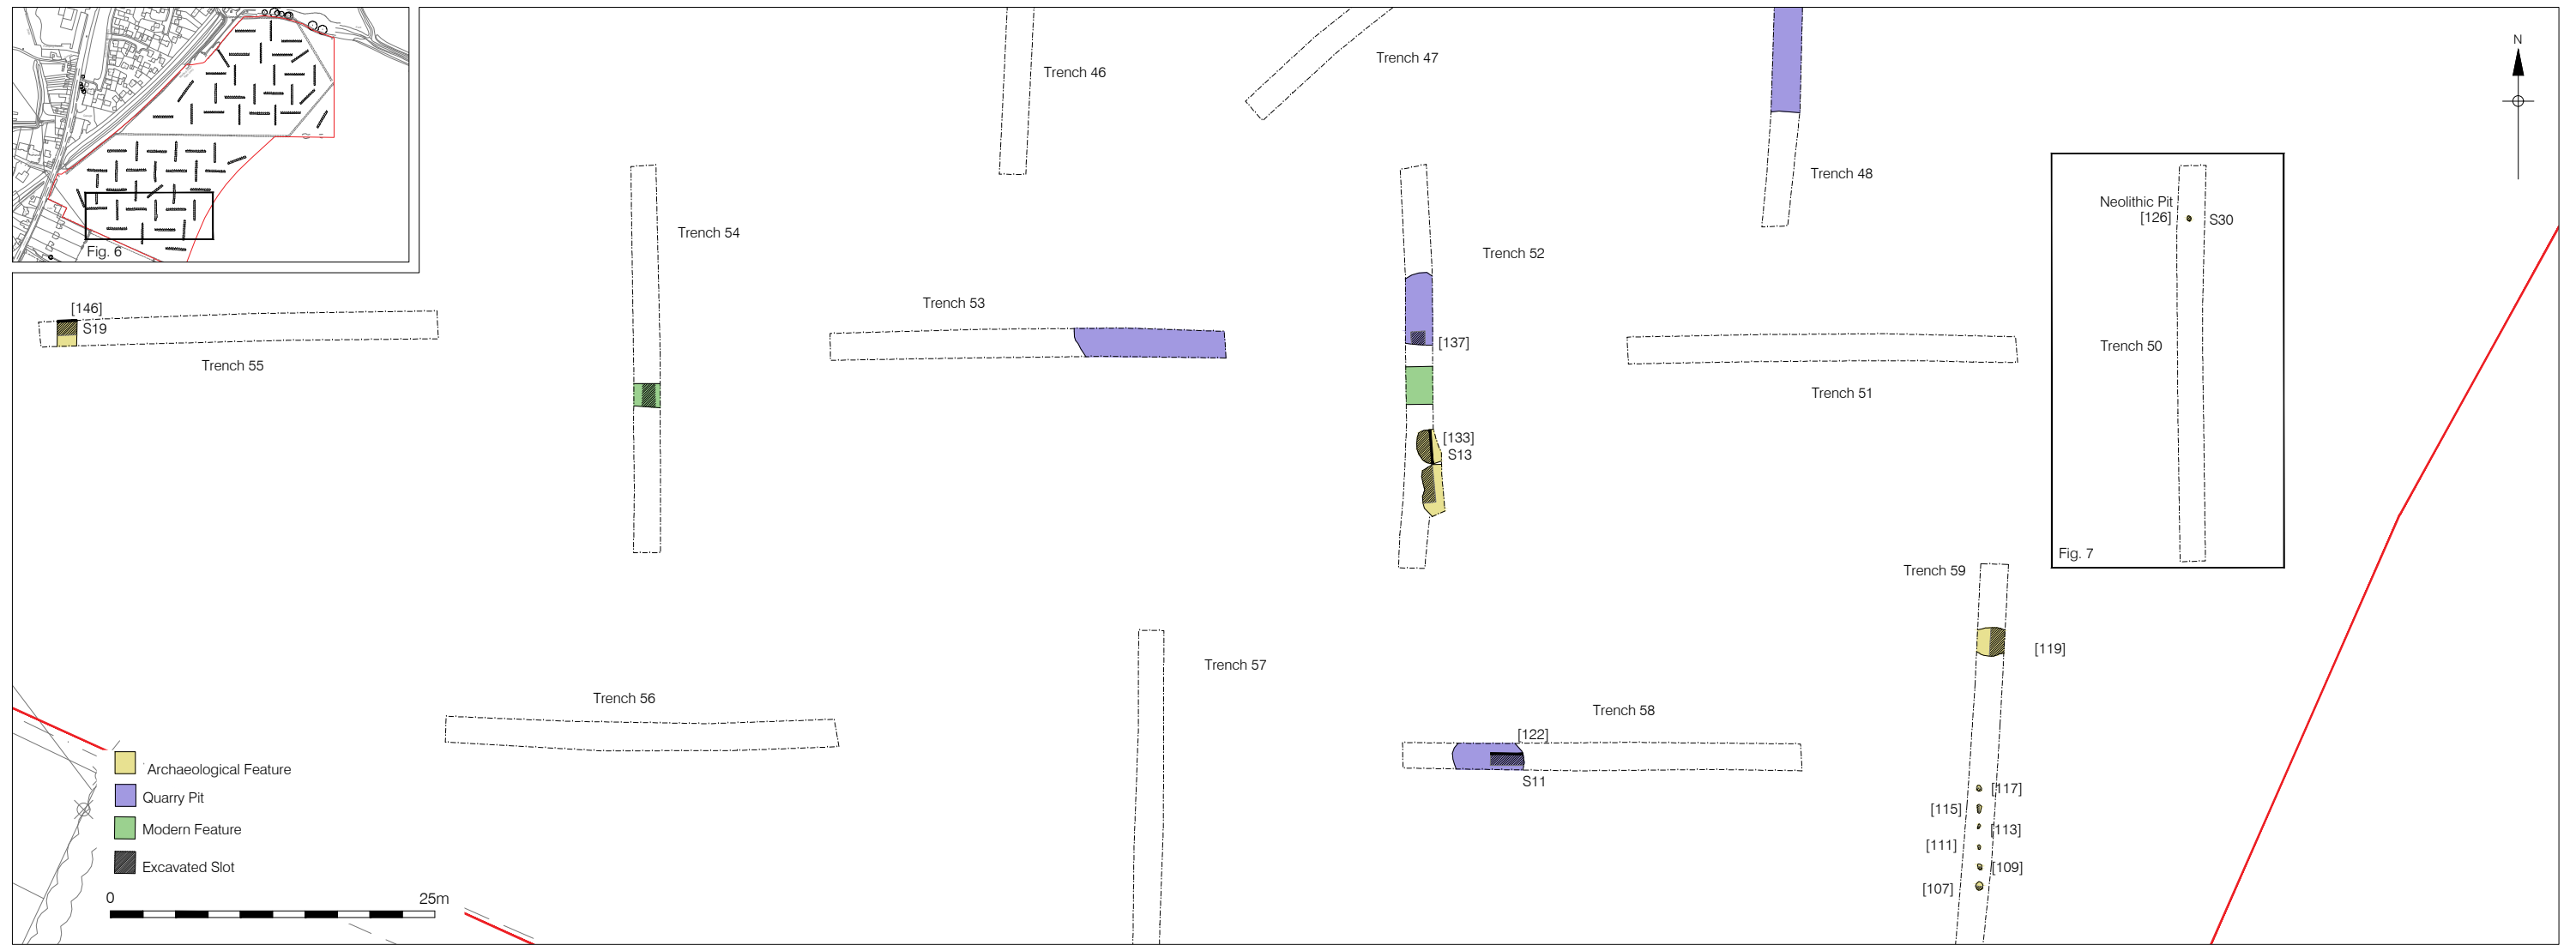 Fig. 6
Trench 46
Trench 47
N
Trench 48
Trench 54
Trench 52
Neolithic Pit
[126]
S30
Trench 50
Fig. 7
[146]
S19
Trench 55
Trench 53
[137]
[133]
S13
Trench 51
Trench 59
[119]
Trench 57
Trench 56
Trench 58
[122]
S11
[117]
[115]
[113]
[111]
[109]
[107]
Archaeological Feature
Quarry Pit
Modern Feature
Excavated Slot
0
25m